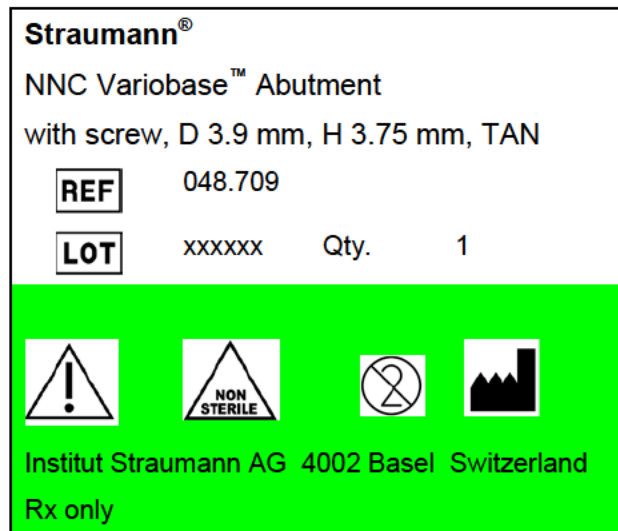 Straumann®
NNC Variobase™ Abutment
with screw, D 3.9 mm, H 3.75 mm, TAN
REF 048.709
LOT xxxxxx Qty. 1
! NON STERILE 2
Institut Straumann AG 4002 Basel Switzerland
Rx only